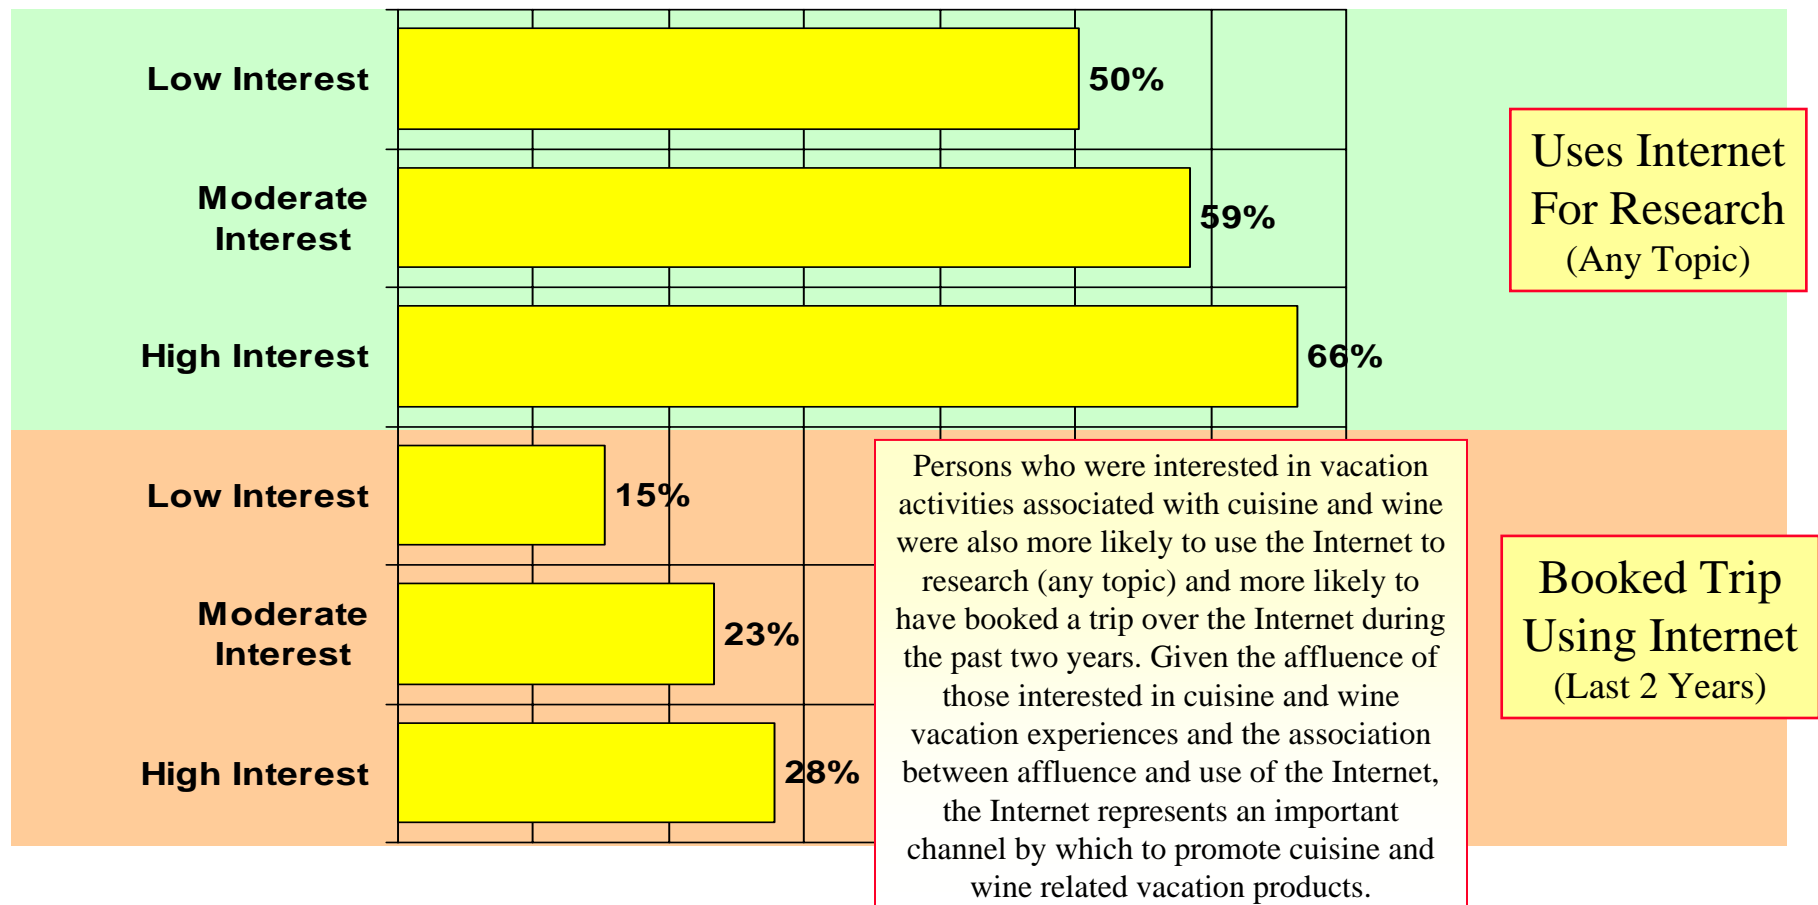 Low Interest
50%
Moderate
Interest
59%
High Interest
66%
Uses Internet
For Research
(Any Topic)
Low Interest
15%
Moderate
Interest
23%
High Interest
28%
Persons who were interested in vacation
activities associated with cuisine and wine
were also more likely to use the Internet to
research (any topic) and more likely to
have booked a trip over the Internet during
the past two years. Given the affluence of
those interested in cuisine and wine
vacation experiences and the association
between affluence and use of the Internet,
the Internet represents an important
channel by which to promote cuisine and
wine related vacation products.
Booked Trip
Using Internet
(Last 2 Years)